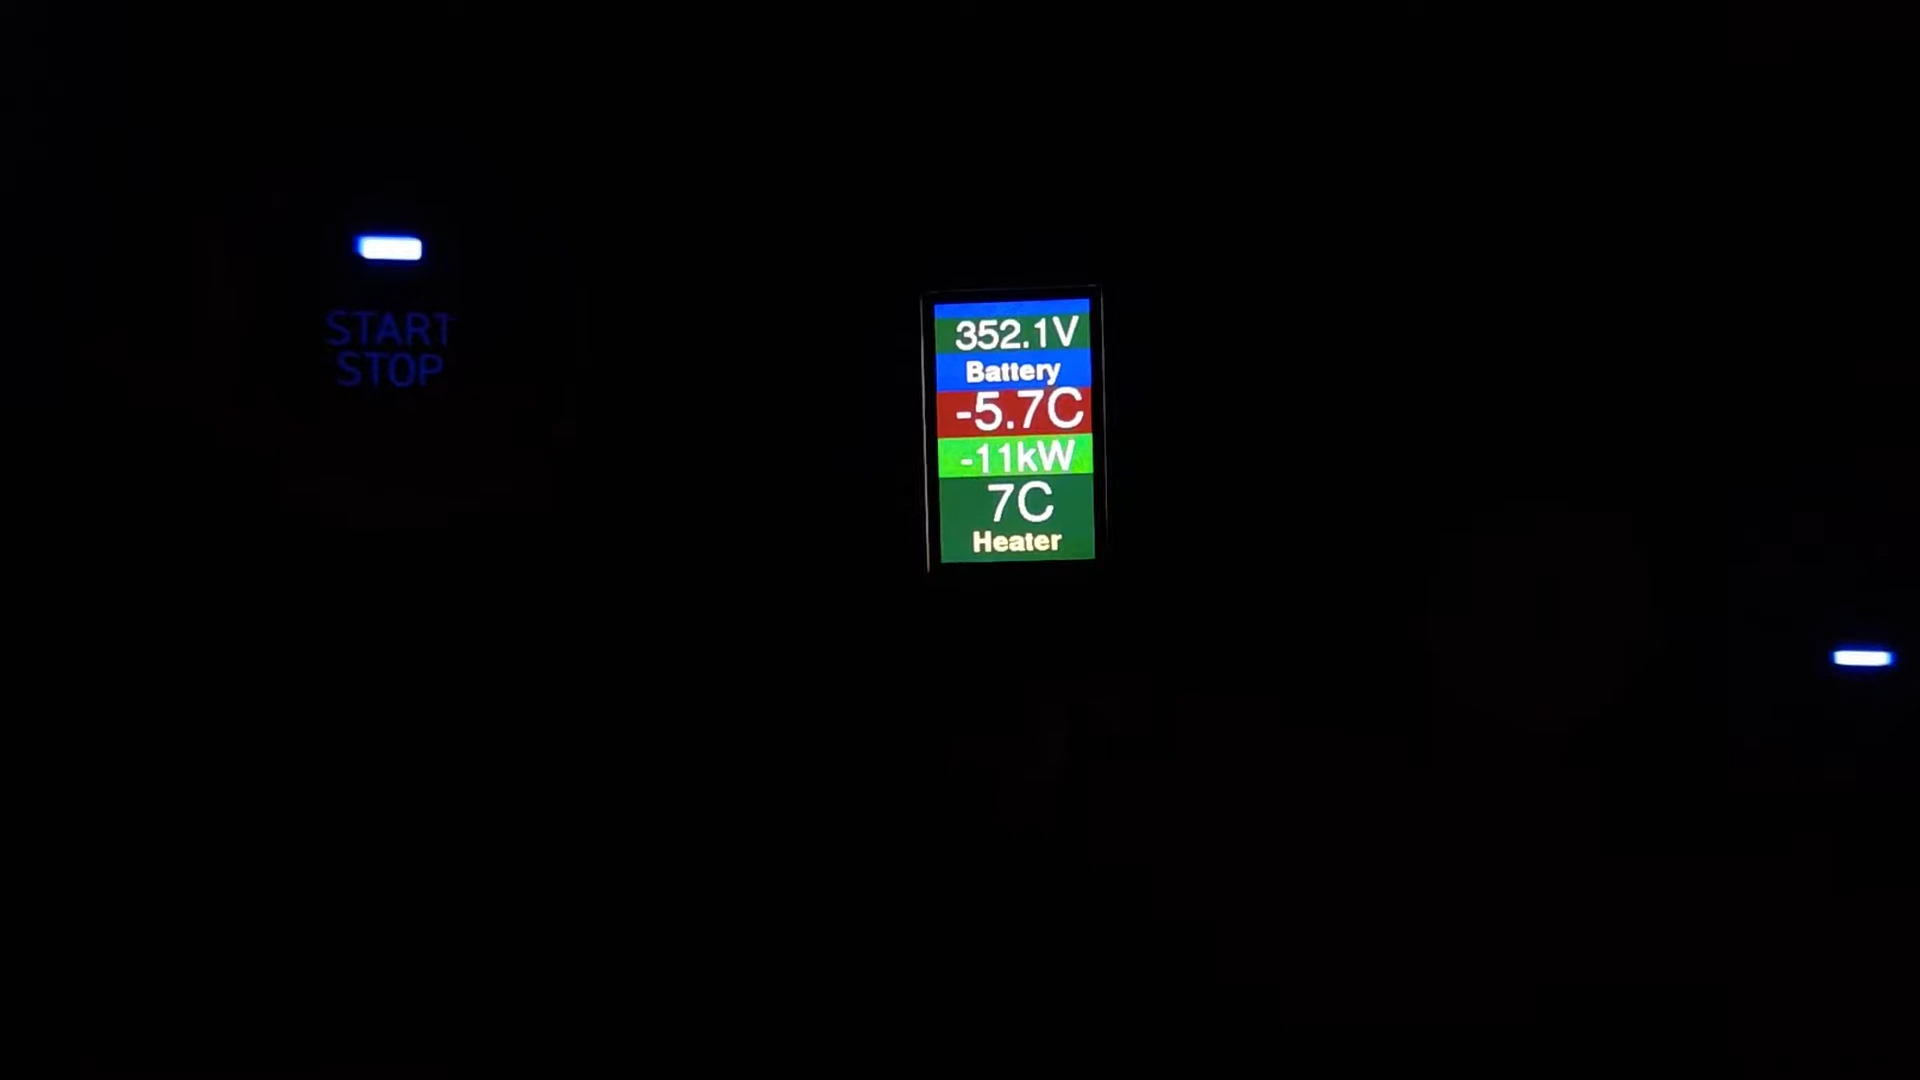 START
STOP
352.1V
Battery
-5.7C
-11kW
7C
Heater